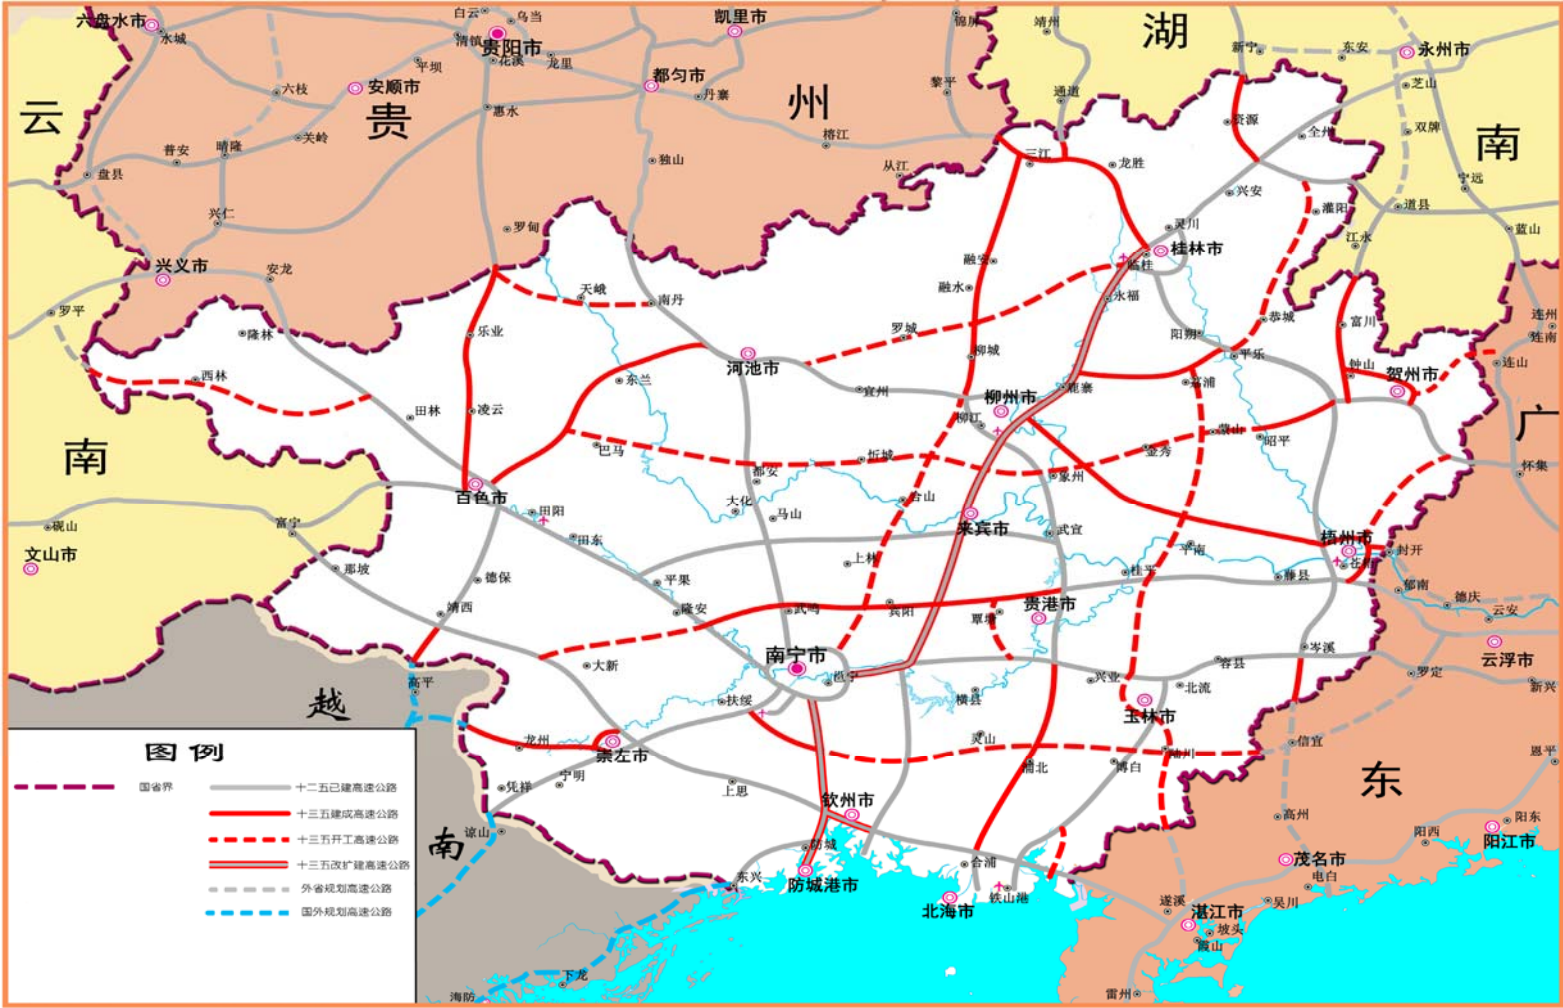 六盘水市
水城
白云
乌当
清镇
贵阳市
花溪
龙里
平坝
安顺市
六枝
关岭
普安
晴隆
盘县
兴仁
兴义市
安龙
罗平
惠水
罗甸
凯里市
都匀市
丹寨
独山
榕江
从江
黎平
锦屏
靖州
通道
云
贵
州
湖
南
新宁
东安
永州市
芝山
双牌
宁远
道县
蓝山
江永
连州
连南
连山
资源
全州
三江
龙胜
兴安
灌阳
灵川
桂林市
临桂
融安
融水
永福
阳朔
恭城
平乐
富川
钟山
贺州市
天峨
南丹
隆林
乐业
西林
罗城
柳城
河池市
东兰
宜州
柳州市
柳江
鹿寨
荔浦
田林
凌云
巴马
忻城
金秀
蒙山
昭平
南
广
怀集
百色市
都安
大化
马山
合山
象州
来宾市
武宣
田阳
田东
砚山
富宁
文山市
那坡
德保
靖西
平果
隆安
上林
武鸣
宾阳
覃塘
贵港市
桂平
平南
藤县
梧州市
苍梧
封开
郁南
德庆
云安
云浮市
罗定
新兴
岑溪
容县
北流
兴业
玉林市
南宁市
邕宁
大新
扶绥
横县
灵山
浦北
博白
陆川
信宜
高州
恩平
东
越
高平
龙州
崇左市
凭祥
宁明
上思
钦州市
南
谅山
防城
防城港市
东兴
合浦
铁山港
北海市
阳西
阳东
阳江市
茂名市
电白
吴川
遂溪
湛江市
坡头
霞山
雷州
下龙
海防
图例
国省界
十二五已建高速公路
十三五建成高速公路
十三五开工高速公路
十三五改扩建高速公路
外省规划高速公路
国外规划高速公路